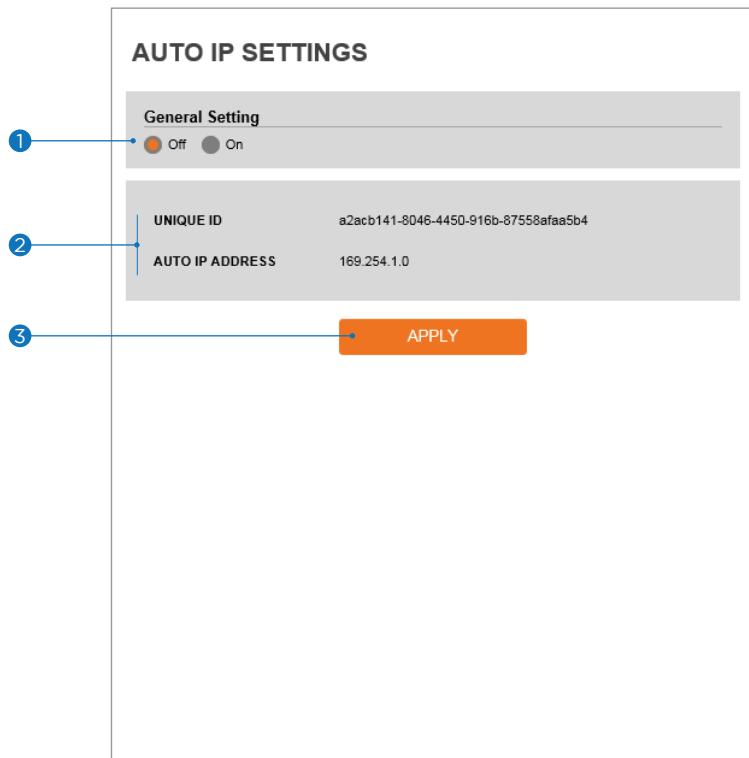 AUTO IP SETTINGS
General Setting
1
Off On
2
UNIQUE ID a2acb141-8046-4450-916b-87558afaa5b4
AUTO IP ADDRESS 169.254.1.0
3
APPLY